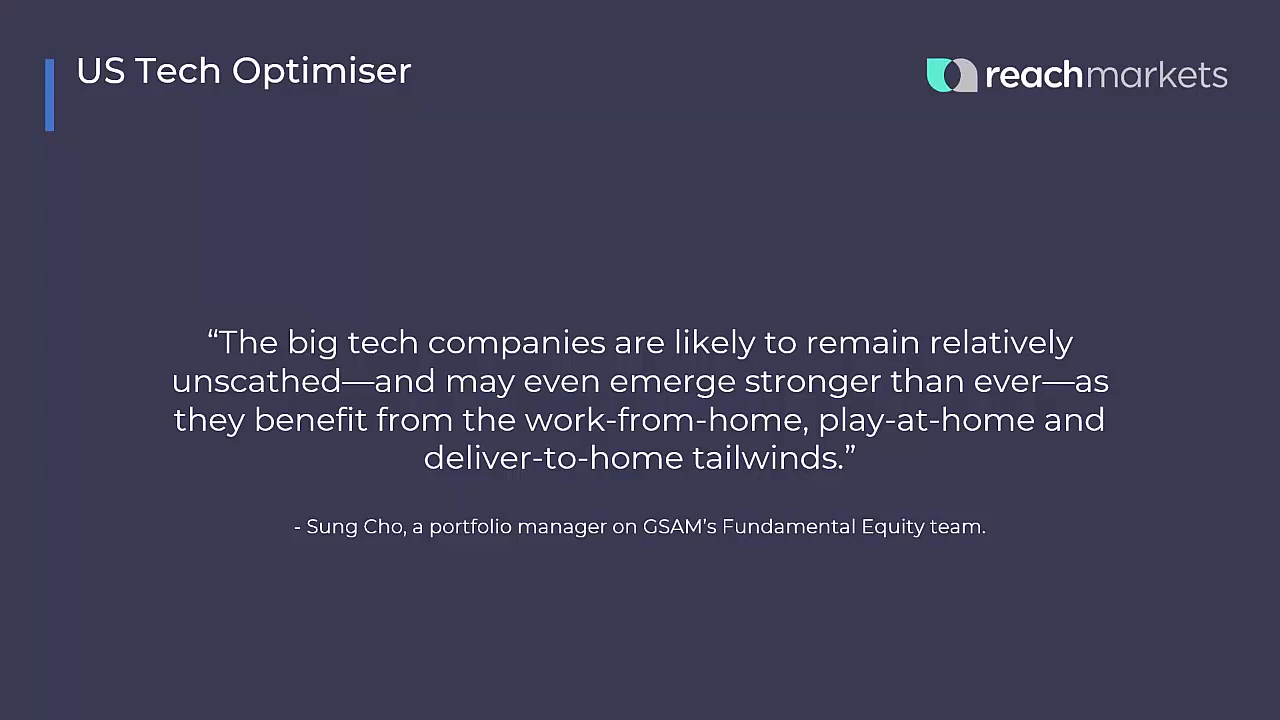 US Tech Optimiser
reachmarkets
“The big tech companies are likely to remain relatively
unscathed—and may even emerge stronger than ever—as
they benefit from the work-from-home, play-at-home and
deliver-to-home tailwinds.”
- Sung Cho, a portfolio manager on GSAM’s Fundamental Equity team.